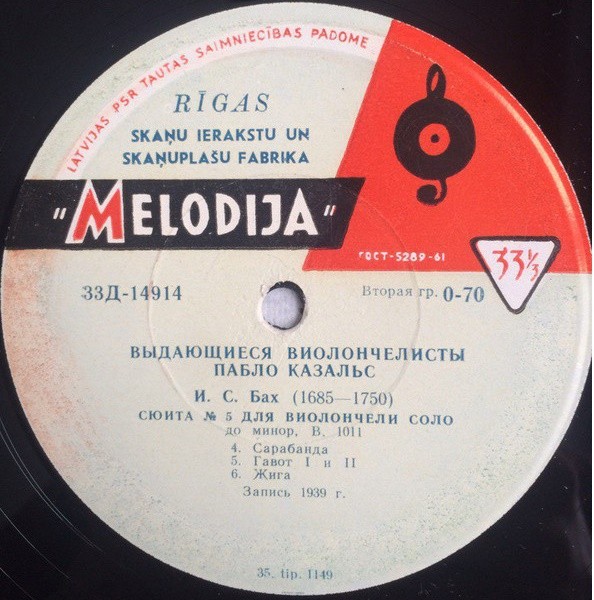 LATVIJAS PSR TAUTAS SAIMNIECĪBAS PADOME
RĪGAS
SKAŅU IERAKSTU UN
SKAŅUPLAŠU FABRIKA
"MELODIJA"
ГОСТ-5289-61
33⅓
33Д-14914
Вторая гр. 0-70
ВЫДАЮЩИЕСЯ ВИОЛОНЧЕЛИСТЫ
ПАБЛО КАЗАЛЬС
И. С. Бах (1685—1750)
СЮИТА № 5 ДЛЯ ВИОЛОНЧЕЛИ СОЛО
до минор, В. 1011
4. Сарабанда
5. Гавот I и II
6. Жига
Запись 1939 г.
35. tip. 1149